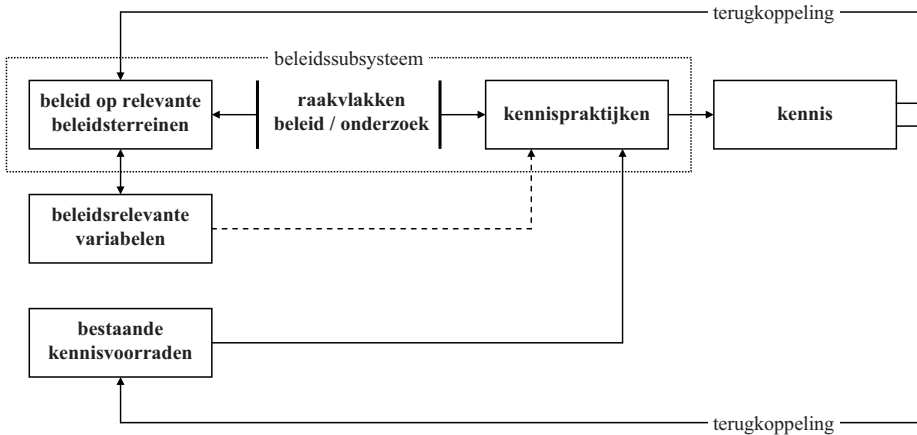 terugkoppeling
beleidssubsysteem
beleid op relevante
beleidsterreinen
raakvlakken
beleid / onderzoek
kennispraktijken
kennis
beleidsrelevante
variabelen
bestaande
kennisvoorraden
terugkoppeling